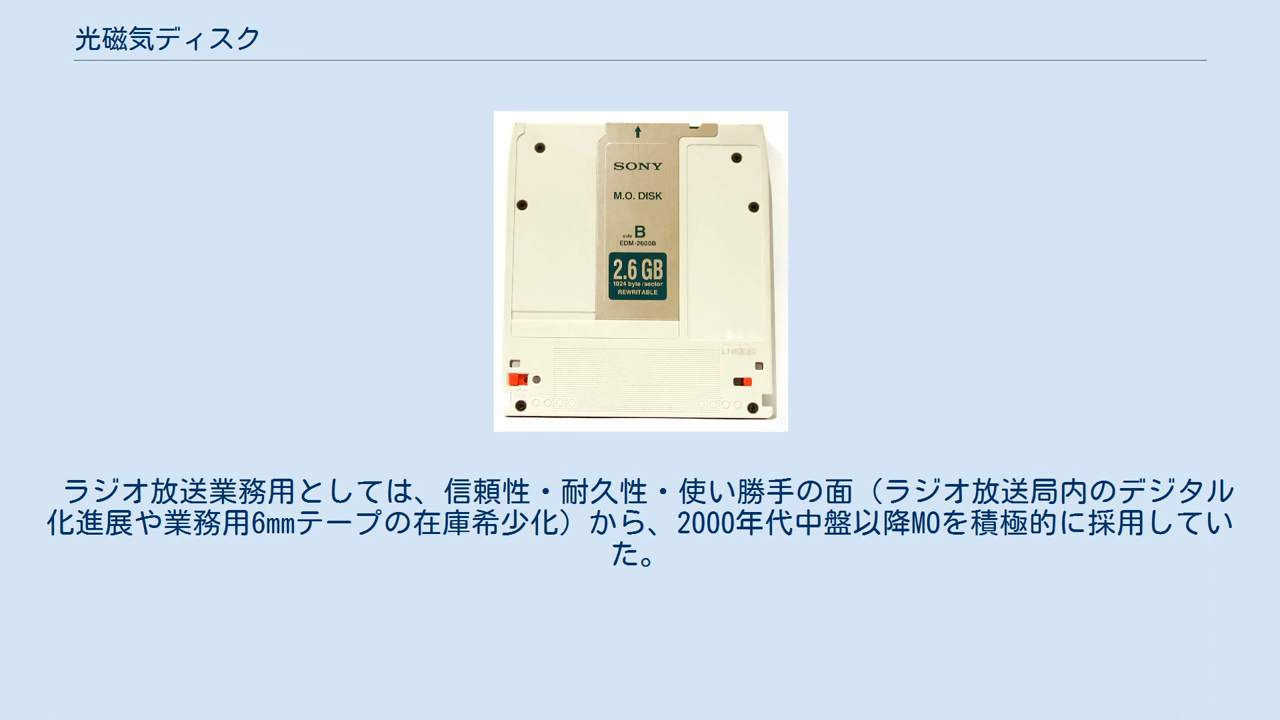 光磁気ディスク
SONY
M.O. DISK
side B
EDM-2600B
2.6 GB
1024 byte/sector
REWRITABLE
ラジオ放送業務用としては、信頼性・耐久性・使い勝手の面（ラジオ放送局内のデジタル
化進展や業務用6mmテープの在庫希少化）から、2000年代中盤以降MOを積極的に採用してい
た。